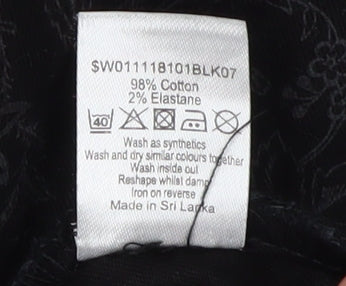 $W011118101BLK07
98% Cotton
2% Elastane
40
Wash as synthetics
Wash and dry similar colours together
Wash inside out
Reshape whilst damp
Iron on reverse
Made in Sri Lanka